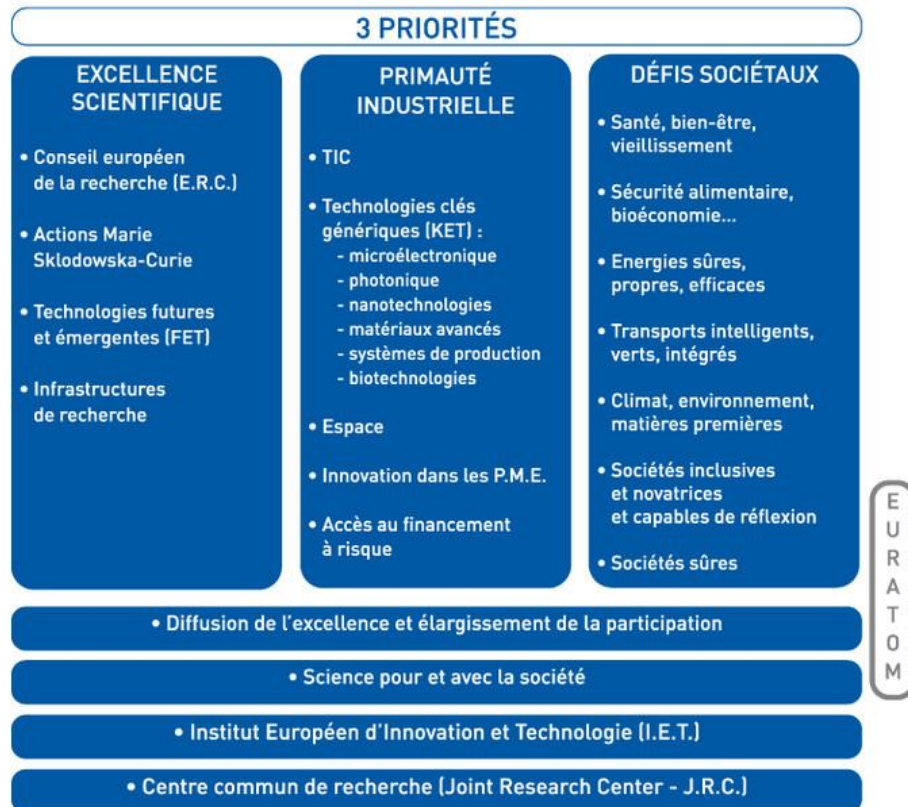 3 PRIORITÉS
EXCELLENCE
SCIENTIFIQUE
• Conseil européen
de la recherche (E.R.C.)
• Actions Marie
Sklodowska-Curie
• Technologies futures
et émergentes (FET)
• Infrastructures
de recherche
PRIMAUTÉ
INDUSTRIELLE
• TIC
• Technologies clés
génériques (KET) :
- microélectronique
- photonique
- nanotechnologies
- matériaux avancés
- systèmes de production
- biotechnologies
• Espace
• Innovation dans les P.M.E.
• Accès au financement
à risque
DÉFIS SOCIÉTAUX
• Santé, bien-être,
vieillissement
• Sécurité alimentaire,
bioéconomie...
• Energies sûres,
propres, efficaces
• Transports intelligents,
verts, intégrés
• Climat, environnement,
matières premières
• Sociétés inclusives
et novatrices
et capables de réflexion
• Sociétés sûres
EURATOM
• Diffusion de l'excellence et élargissement de la participation
• Science pour et avec la société
• Institut Européen d'Innovation et Technologie (I.E.T.)
• Centre commun de recherche (Joint Research Center - J.R.C.)